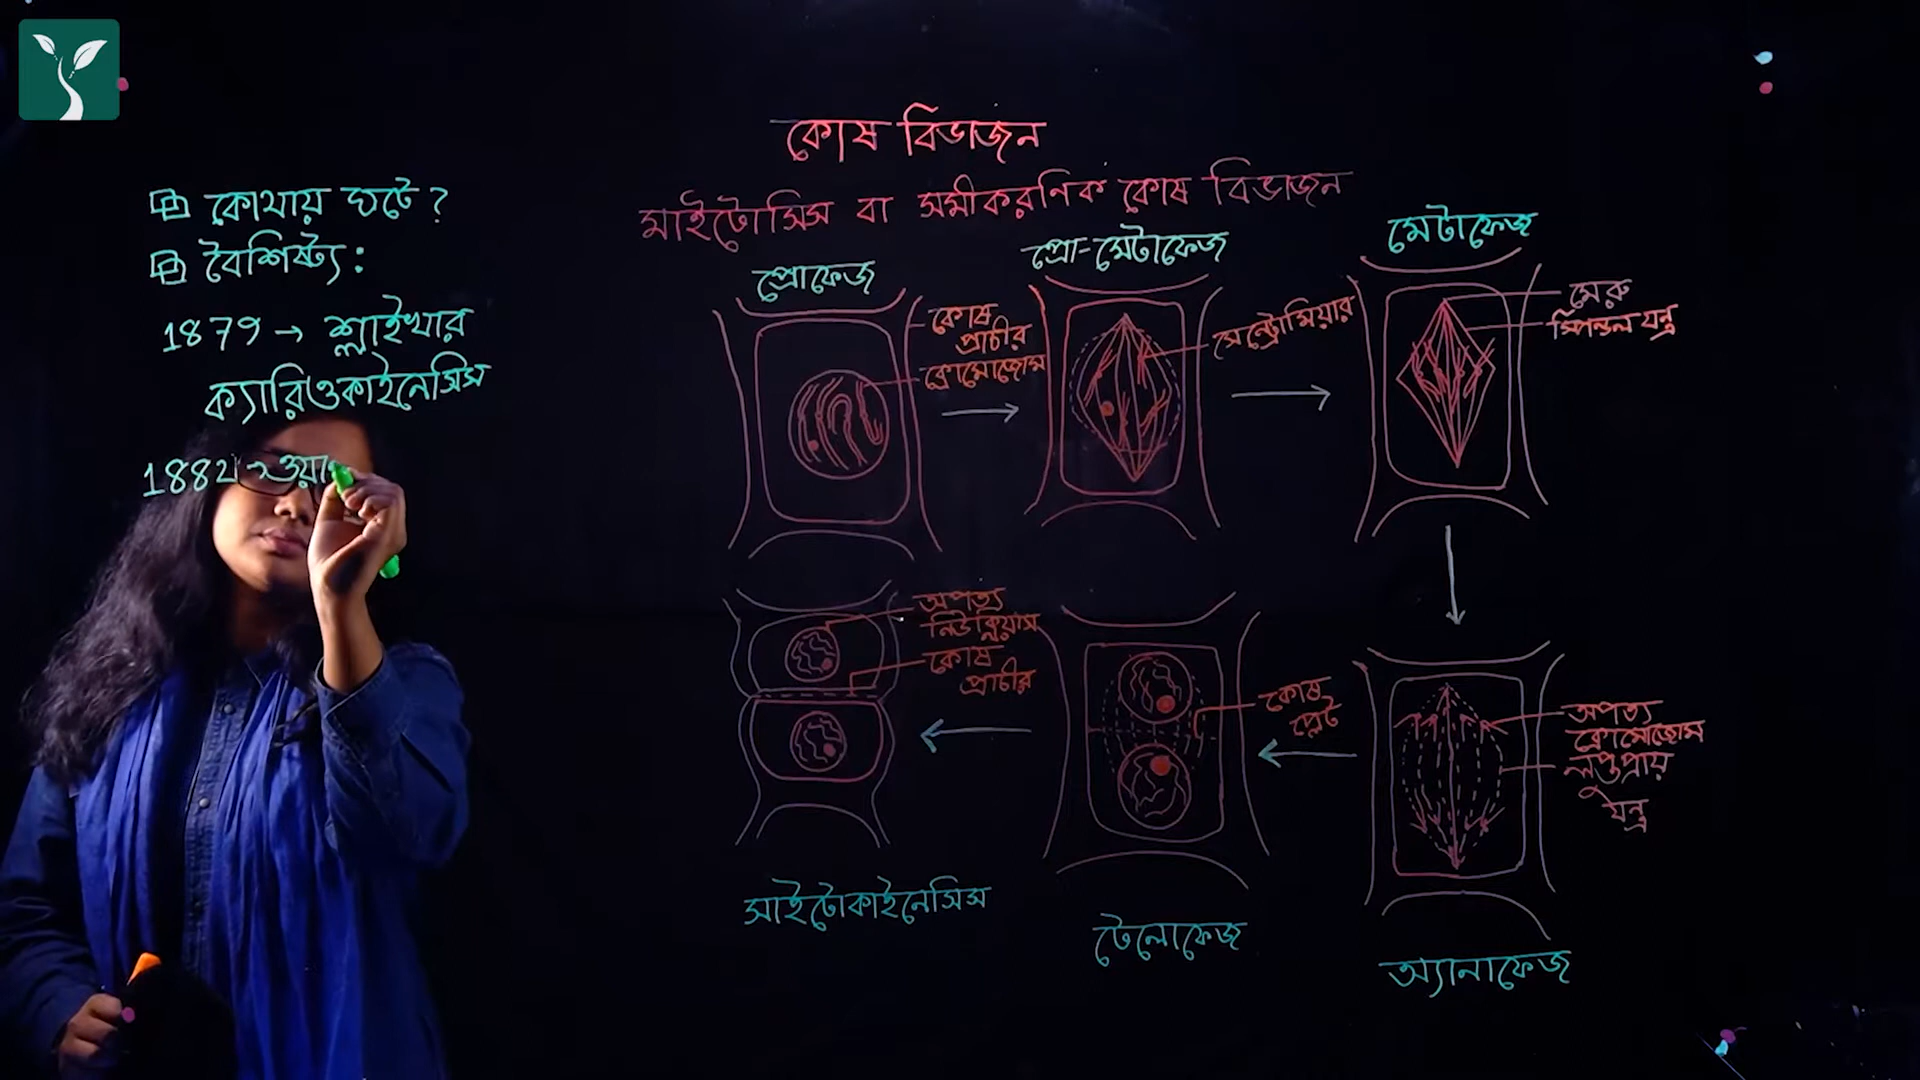 কোষ বিভাজন
মাইটোসিস বা সমীকরণিক কোষ বিভাজন
কোথায় ঘটে?
বৈশিষ্ট্য:
1879 → শ্লাইখার
ক্যারিওকাইনেসিস
1882 → ওয়া
প্রোফেজ
কোষ
প্রাচীর
ক্রোমোজোম
প্রো-মেটাফেজ
সেন্ট্রোমিয়ার
মেটাফেজ
মেরু
স্পিন্ডল যন্ত্র
অপত্য
নিউক্লিয়াস
কোষ
প্রাচীর
সাইটোকাইনেসিস
কোষ
প্লেট
টেলোফেজ
অপত্য
ক্রোমোজোম
লুপ্তপ্রায়
যন্ত্র
অ্যানাফেজ